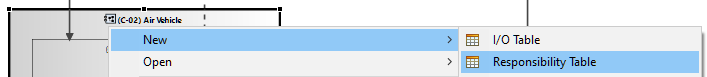 (C-02) Air Vehicle
New
I/O Table
Open
Responsibility Table